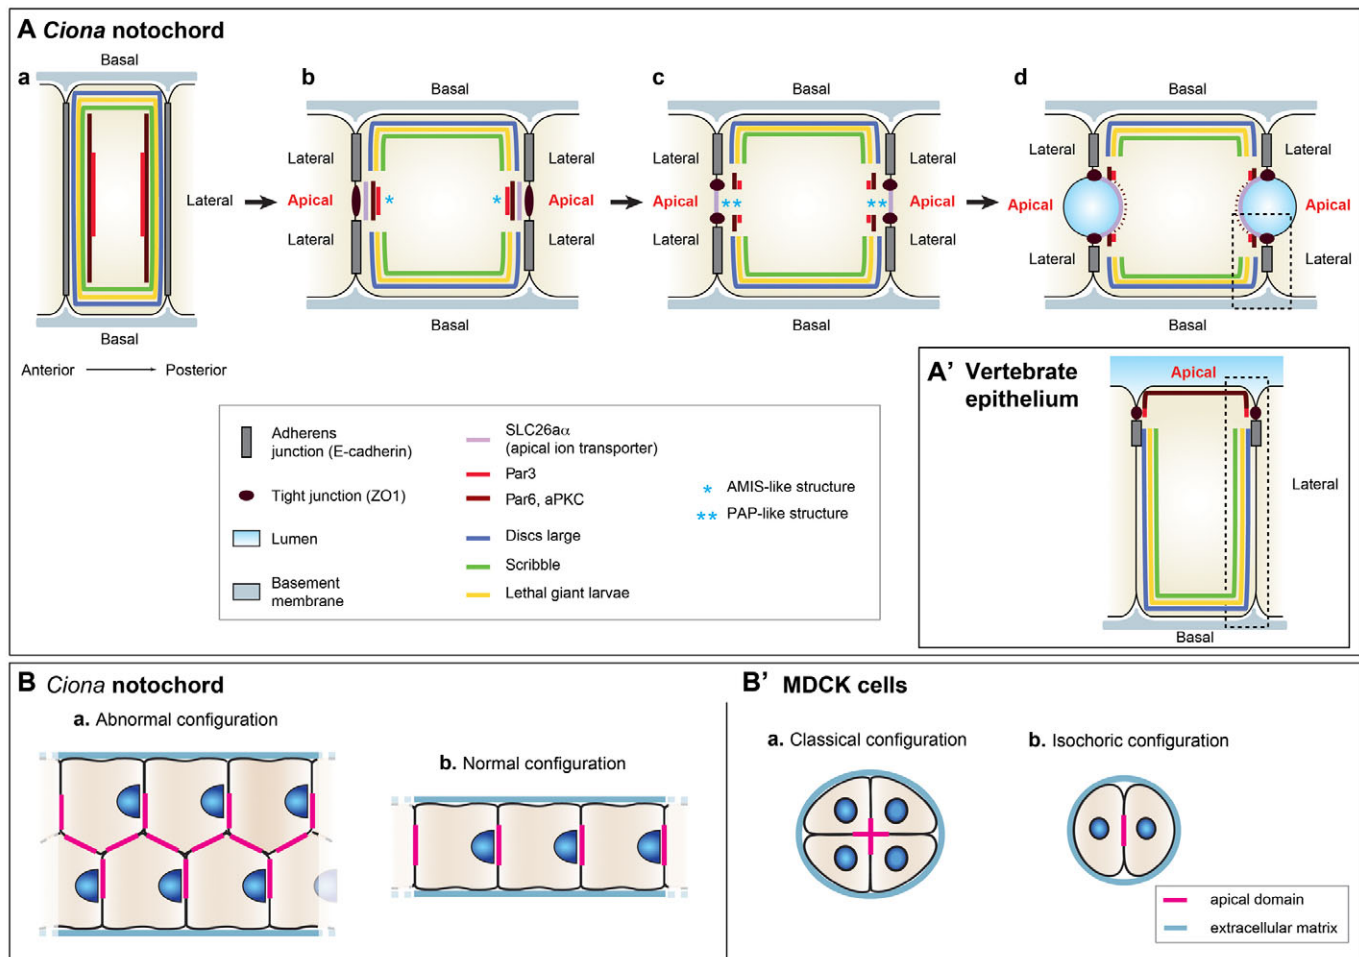 A Ciona notochord
a
Basal
Lateral
Basal
Anterior
Posterior
b
Basal
Lateral
Lateral
Apical
Apical
Lateral
Lateral
Basal
c
Basal
Lateral
Lateral
Apical
Apical
Lateral
Lateral
Basal
d
Basal
Lateral
Lateral
Apical
Apical
Lateral
Lateral
Basal
Adherens
junction (E-cadherin)
Tight junction (ZO1)
Lumen
Basement
membrane
SLC26aα
(apical ion transporter)
Par3
Par6, aPKC
Discs large
Scribble
Lethal giant larvae
* AMIS-like structure
** PAP-like structure
A' Vertebrate
epithelium
Apical
Lateral
Basal
B Ciona notochord
a. Abnormal configuration
b. Normal configuration
B' MDCK cells
a. Classical configuration
b. Isochoric configuration
apical domain
extracellular matrix